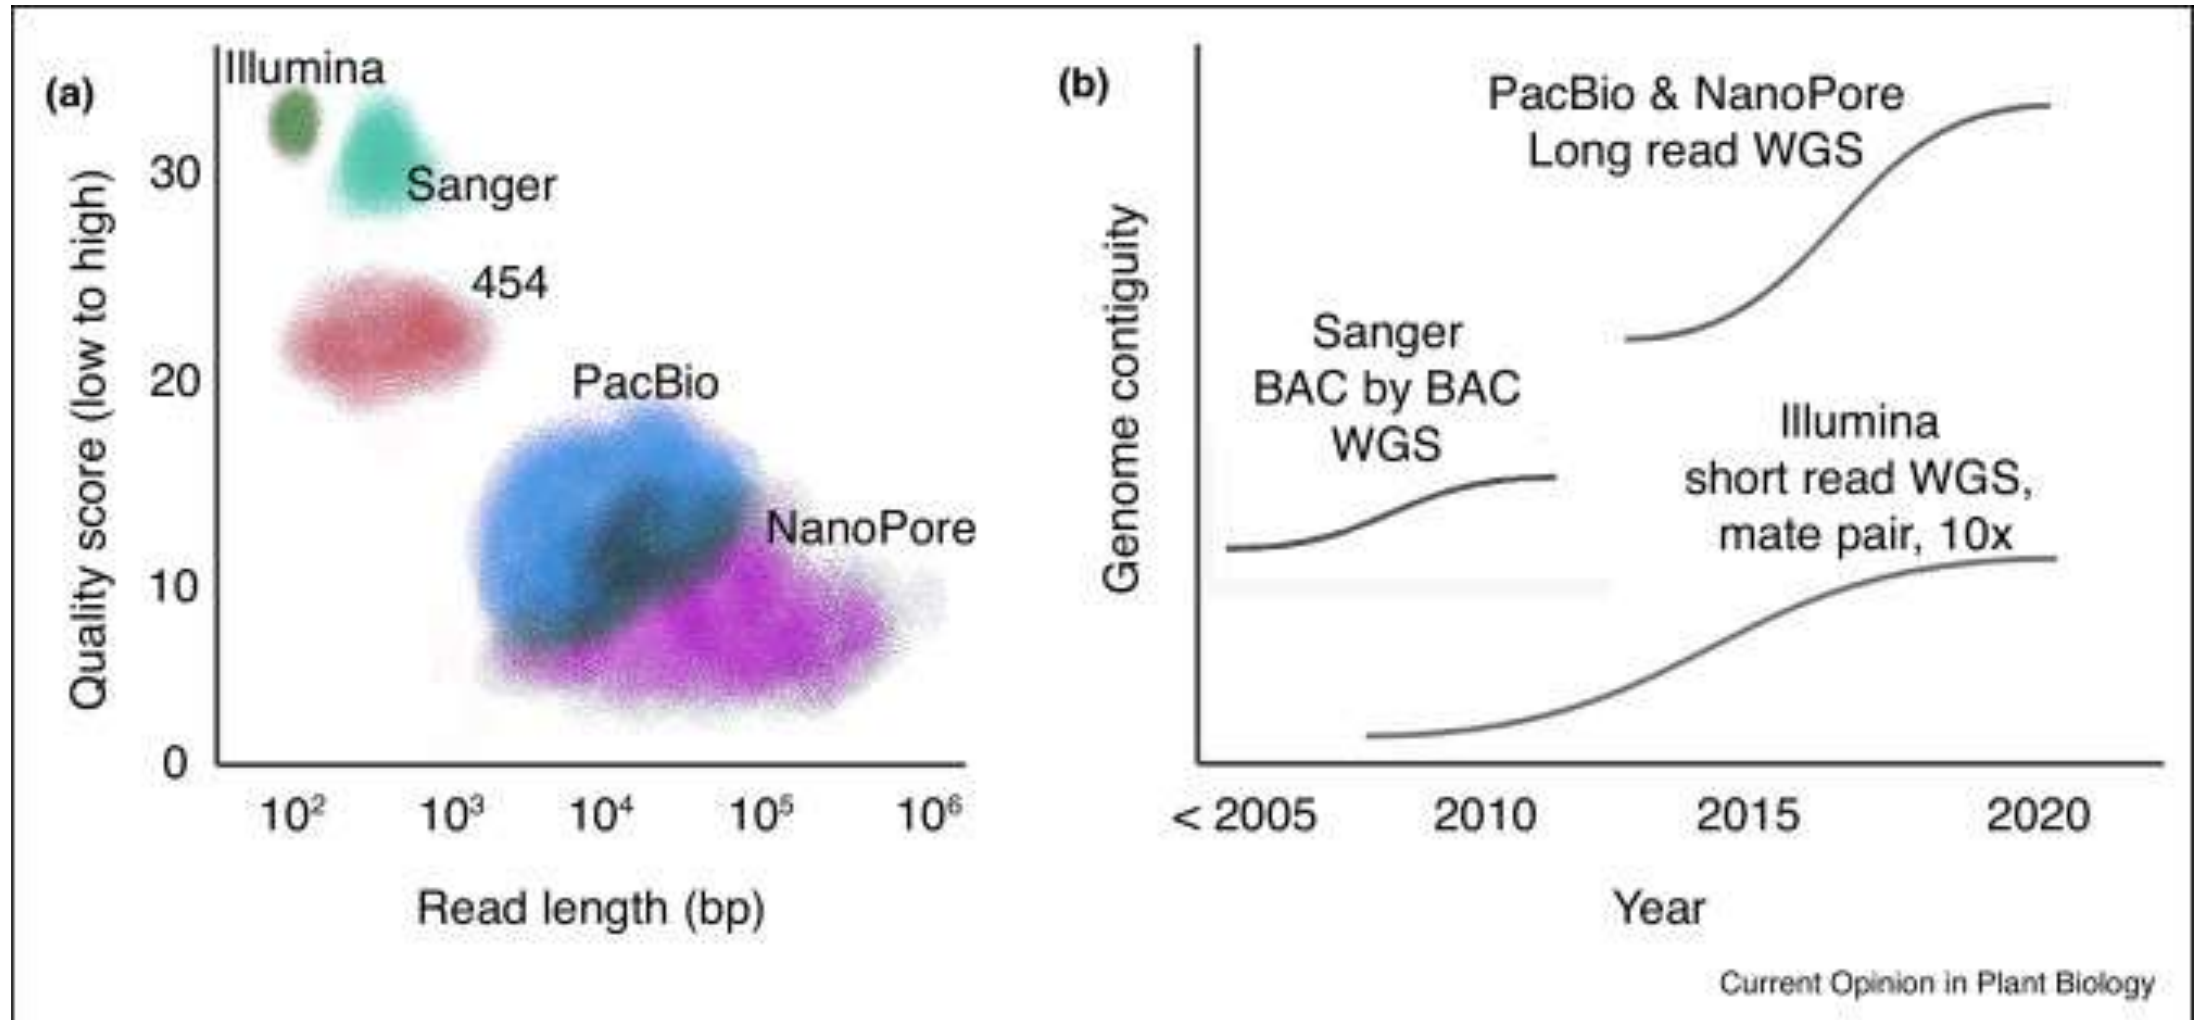 (a)
Illumina
Sanger
454
PacBio
NanoPore
Quality score (low to high)
30
20
10
0
10² 10³ 10⁴ 10⁵ 10⁶
Read length (bp)
(b)
PacBio & NanoPore
Long read WGS
Sanger
BAC by BAC
WGS
Illumina
short read WGS,
mate pair, 10x
Genome contiguity
< 2005 2010 2015 2020
Year
Current Opinion in Plant Biology